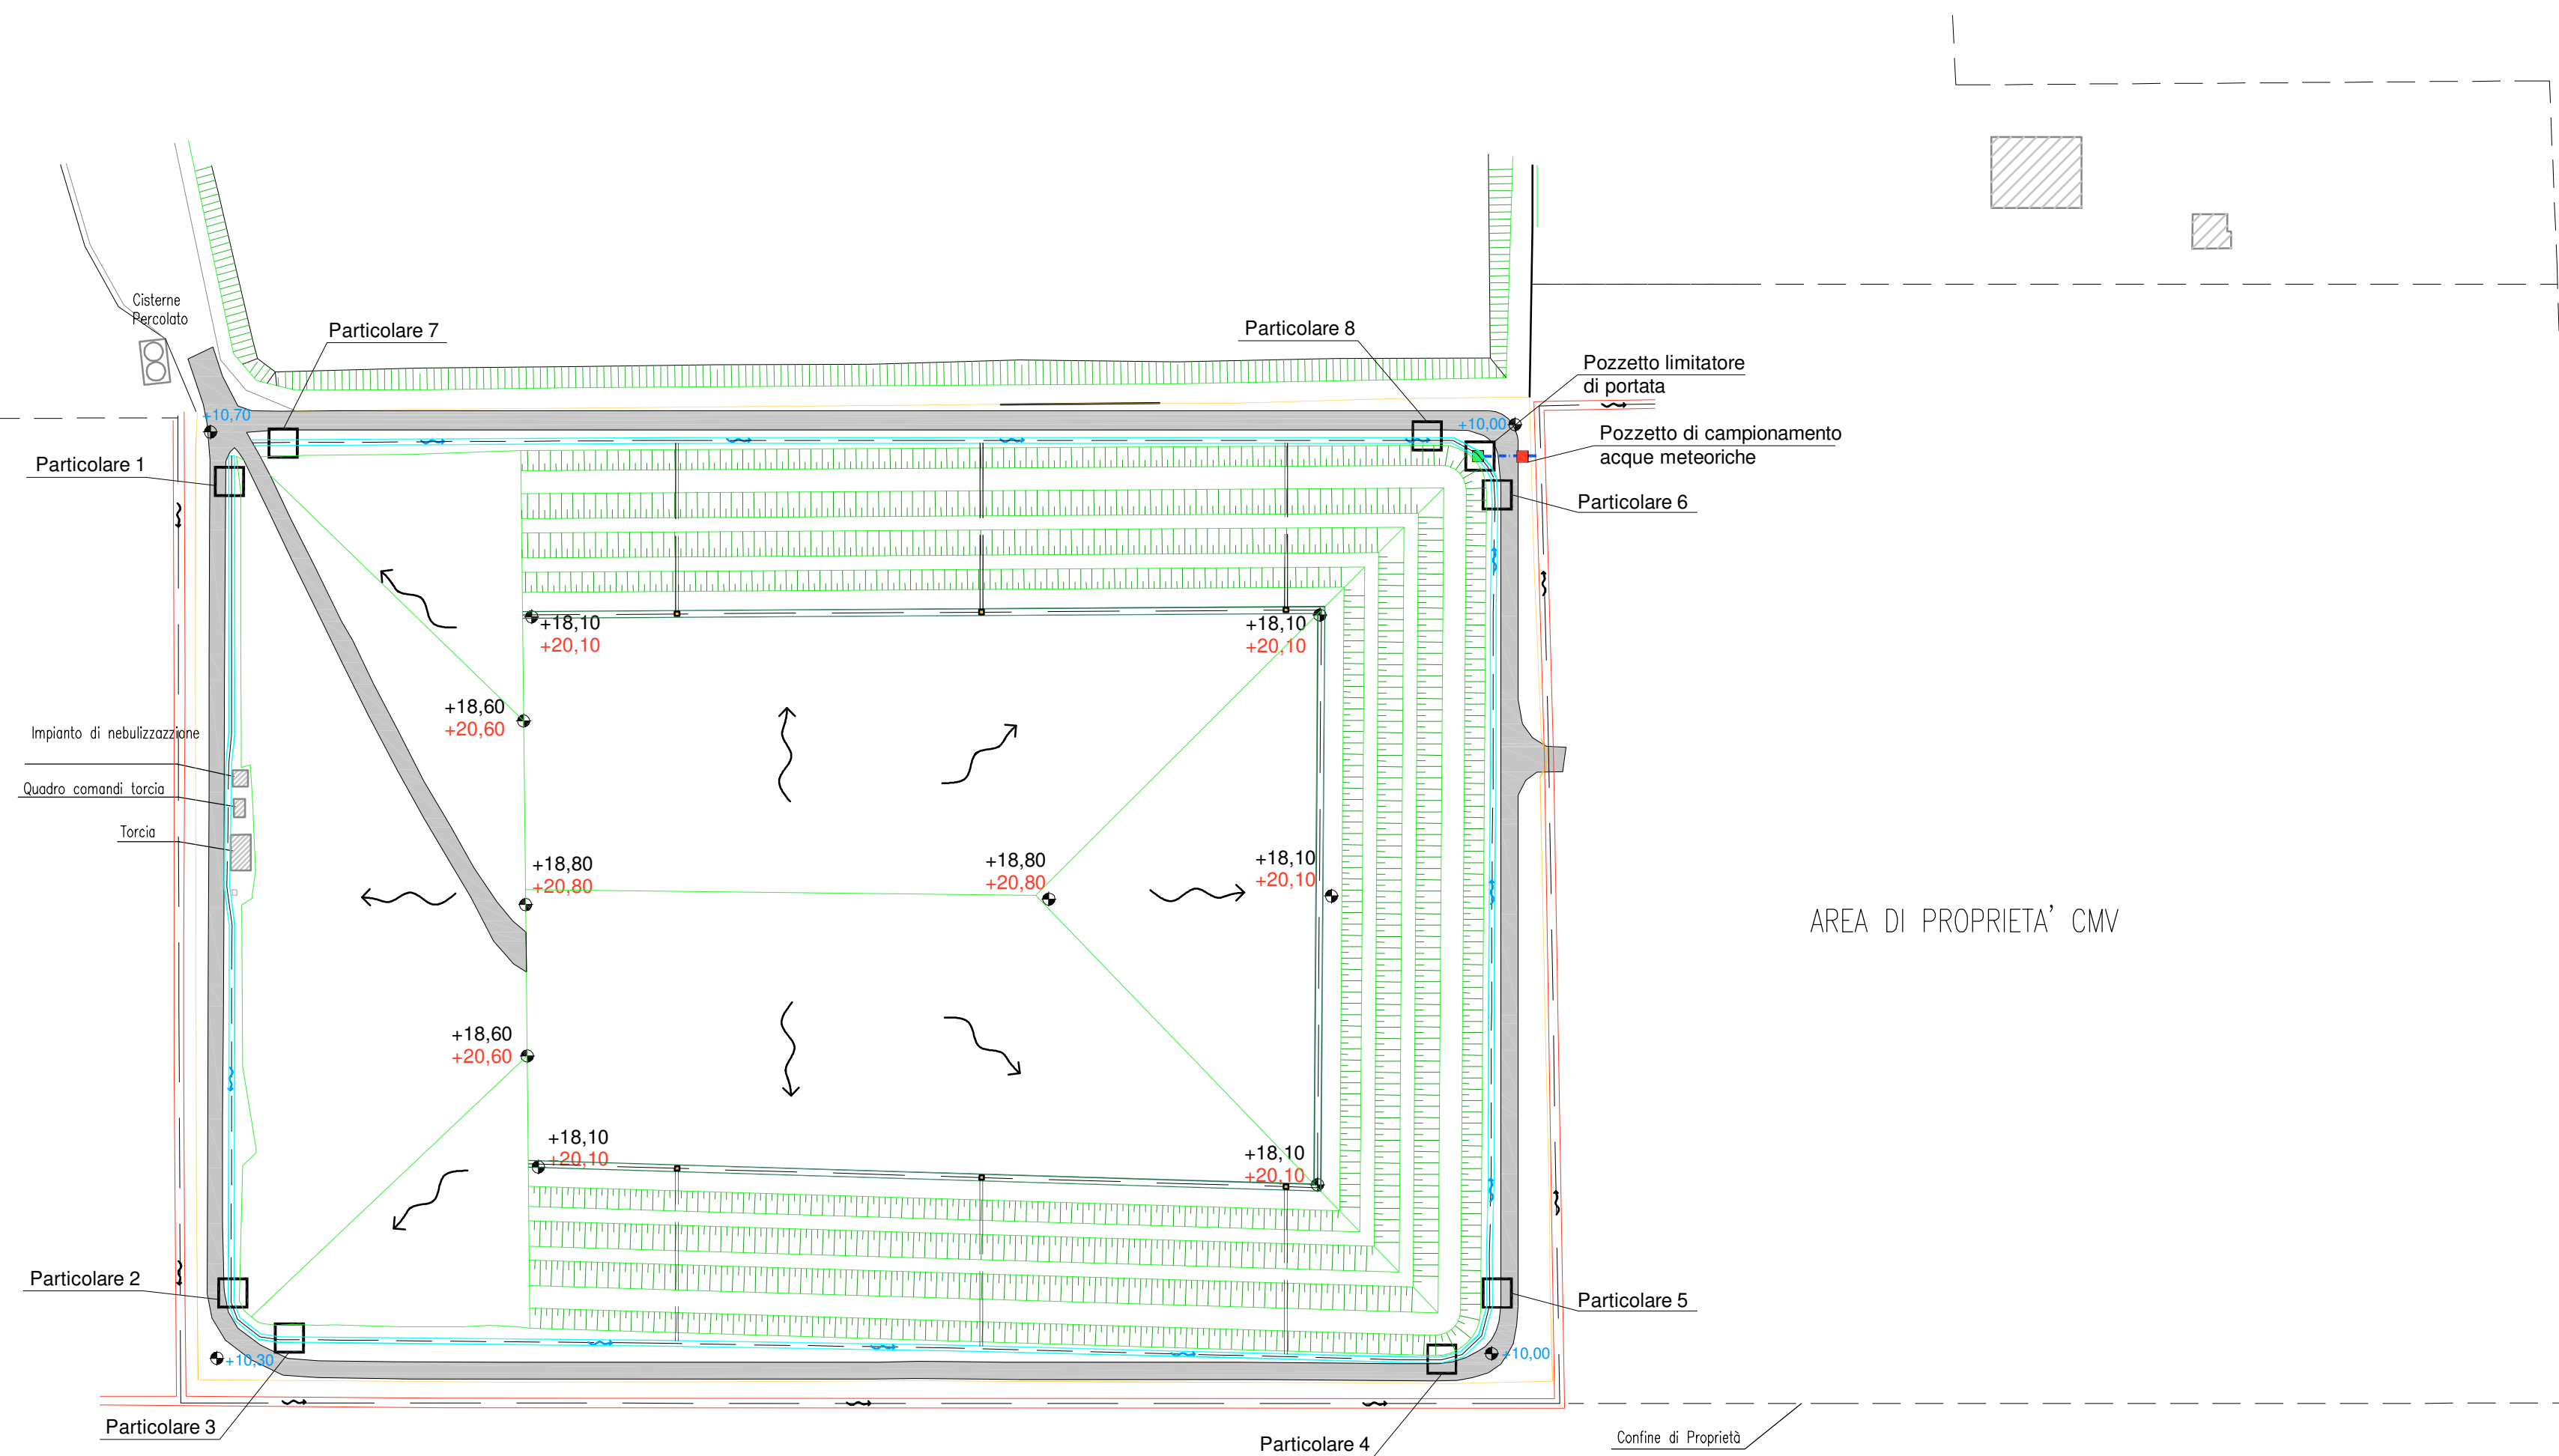 Cisterne
Percolato
Particolare 7
Particolare 8
Pozzetto limitatore
di portata
+10,70
+10,00
Pozzetto di campionamento
acque meteoriche
Particolare 1
Particolare 6
+18,10
+20,10
+18,10
+20,10
+18,60
+20,60
Impianto di nebulizzazzione
Quadro comandi torcia
Torcia
+18,80
+20,80
+18,80
+20,80
+18,10
+20,10
AREA DI PROPRIETA' CMV
+18,60
+20,60
+18,10
+20,10
+18,10
+20,10
Particolare 2
Particolare 5
+10,30
+10,00
Particolare 3
Particolare 4
Confine di Proprietà